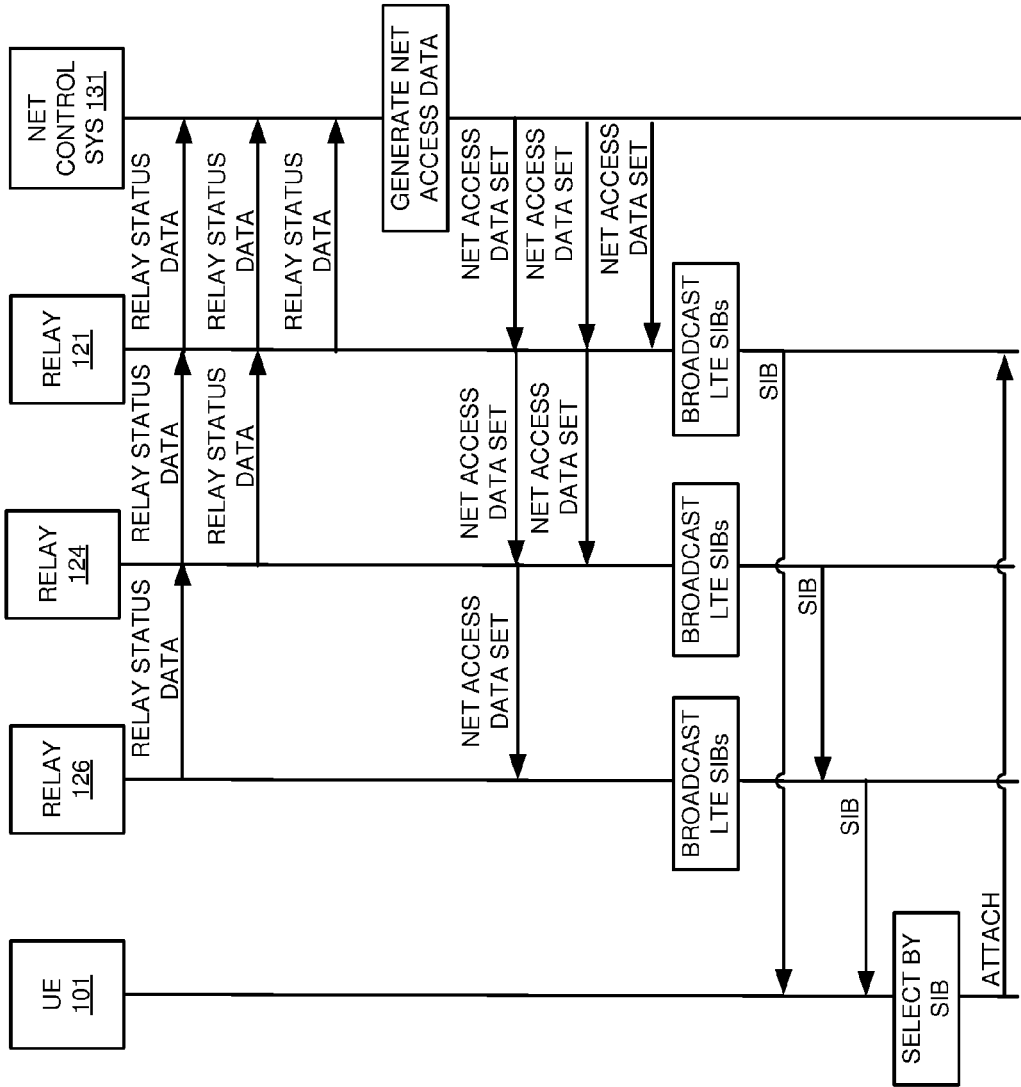 UE
101
RELAY
126
RELAY
124
RELAY
121
NET
CONTROL
SYS 131
RELAY STATUS
DATA
RELAY STATUS
DATA
RELAY STATUS
DATA
RELAY STATUS
DATA
RELAY STATUS
DATA
RELAY STATUS
DATA
GENERATE NET
ACCESS DATA
NET ACCESS
DATA SET
NET ACCESS
DATA SET
NET ACCESS
DATA SET
NET ACCESS
DATA SET
NET ACCESS
DATA SET
NET ACCESS
DATA SET
BROADCAST
LTE SIBs
BROADCAST
LTE SIBs
BROADCAST
LTE SIBs
SIB
SIB
SIB
SELECT BY
SIB
ATTACH